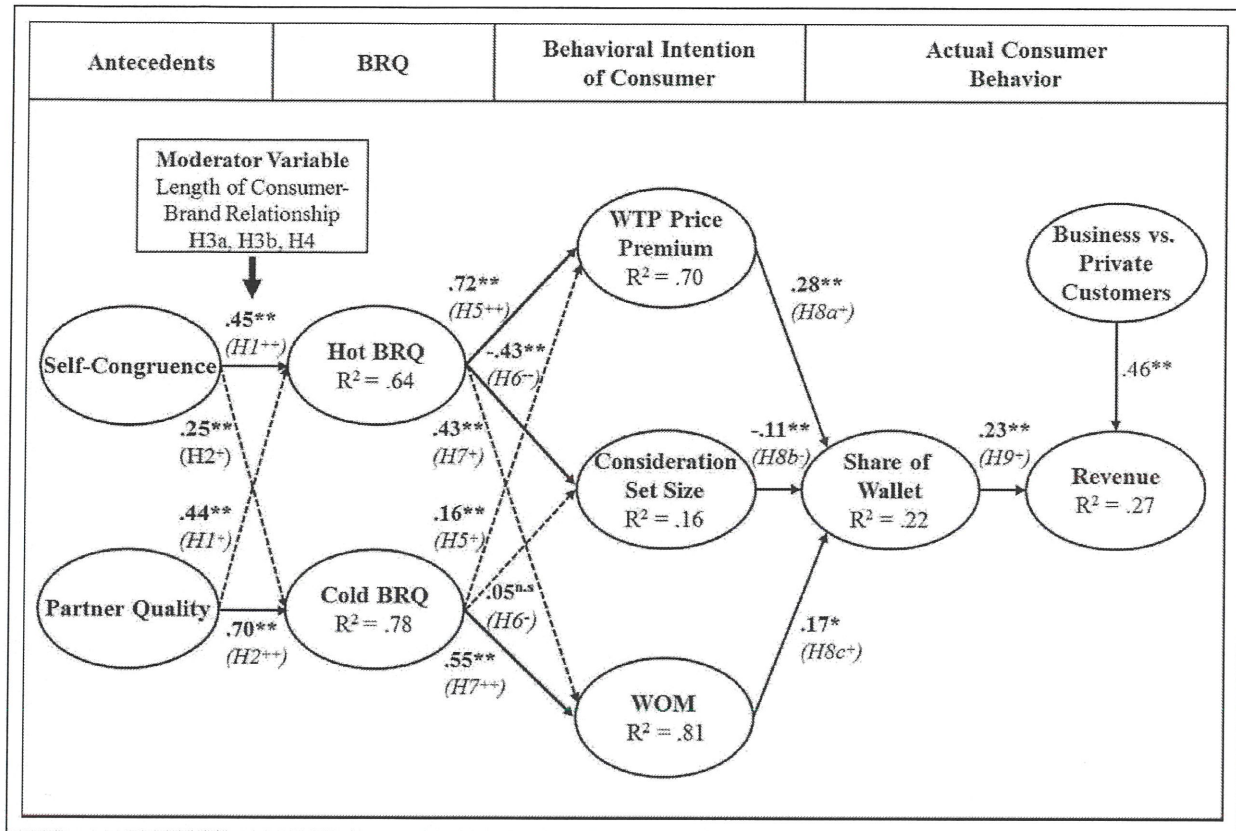 Antecedents
BRQ
Behavioral Intention
of Consumer
Actual Consumer
Behavior
Moderator Variable
Length of Consumer-
Brand Relationship
H3a, H3b, H4
Self-Congruence
.45**
(H1⁺⁺)
.25**
(H2⁺)
.44**
(H1⁺)
Partner Quality
.70**
(H2⁺⁺)
Hot BRQ
R² = .64
Cold BRQ
R² = .78
.72**
(H5⁺⁺)
-.43**
(H6⁻⁻)
.43**
(H7⁺)
.16**
(H5⁺)
.05ⁿ·ˢ
(H6⁻)
.55**
(H7⁺⁺)
WTP Price
Premium
R² = .70
Consideration
Set Size
R² = .16
WOM
R² = .81
.28**
(H8a⁺)
-.11**
(H8b⁻)
.17*
(H8c⁺)
Share of
Wallet
R² = .22
.23**
(H9⁺)
Business vs.
Private
Customers
.46**
Revenue
R² = .27